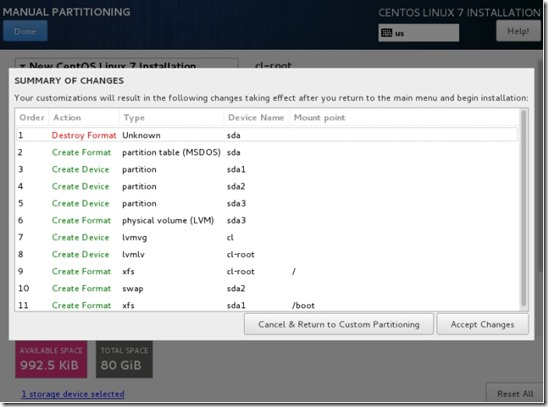 MANUAL PARTITIONING
CENTOS LINUX 7 INSTALLATION
Done
us
Help!
New CentOS Linux 7 Installation
cl-root
SUMMARY OF CHANGES
Your customizations will result in the following changes taking effect after you return to the main menu and begin installation:
Order Action Type Device Name Mount point
1 Destroy Format Unknown sda
2 Create Format partition table (MSDOS) sda
3 Create Device partition sda1
4 Create Device partition sda2
5 Create Device partition sda3
6 Create Format physical volume (LVM) sda3
7 Create Device lvmvg cl
8 Create Device lvmlv cl-root
9 Create Format xfs cl-root /
10 Create Format swap sda2
11 Create Format xfs sda1 /boot
Cancel & Return to Custom Partitioning
Accept Changes
AVAILABLE SPACE
992.5 KiB
TOTAL SPACE
80 GiB
1 storage device selected
Reset All